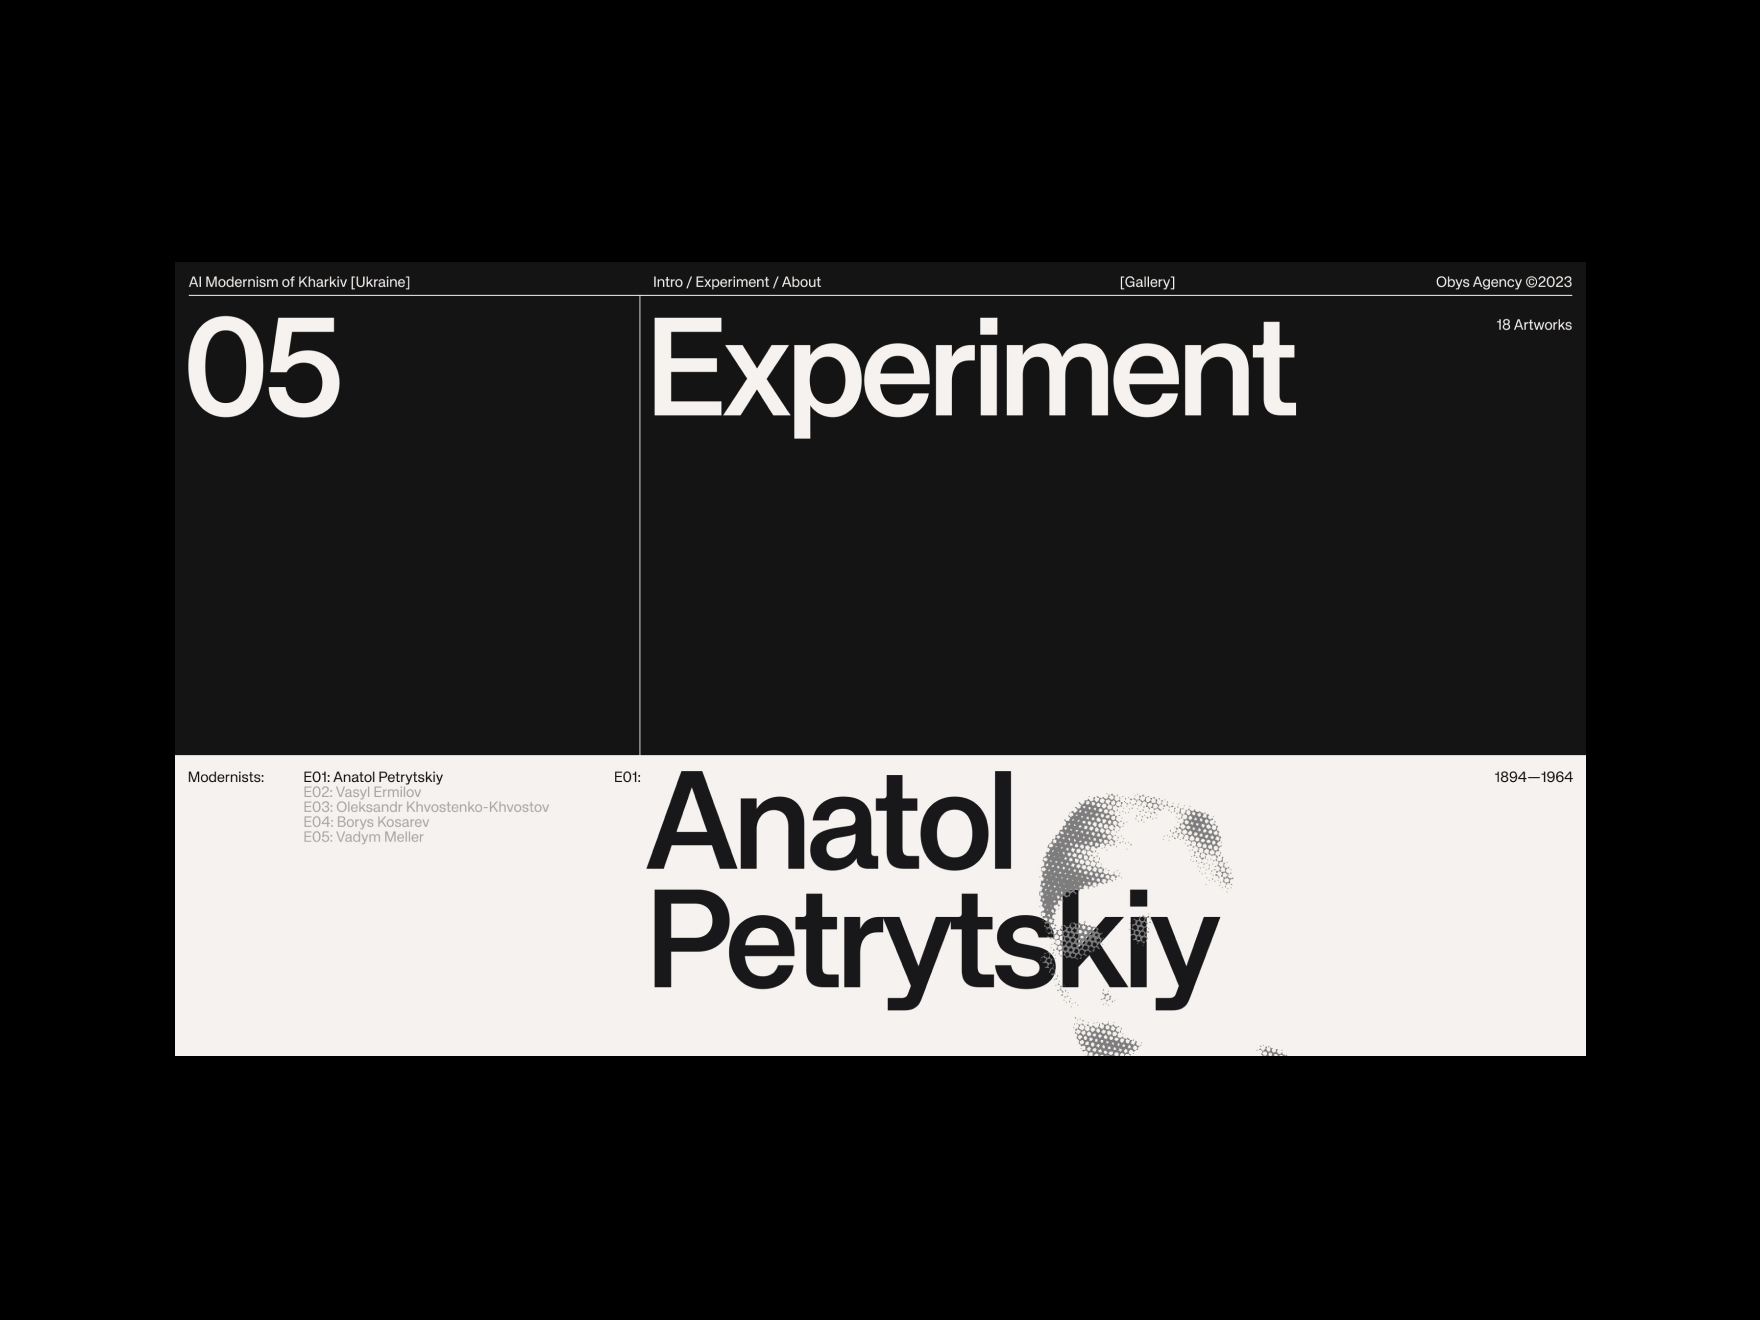 AI Modernism of Kharkiv [Ukraine]
Intro / Experiment / About
[Gallery]
Obys Agency ©2023
05
Experiment
18 Artworks
Modernists:
E01: Anatol Petrytskiy
E02: Vasyl Ermilov
E03: Oleksandr Khvostenko-Khvostov
E04: Borys Kosarev
E05: Vadym Meller
E01:
Anatol
Petrytskiy
1894—1964